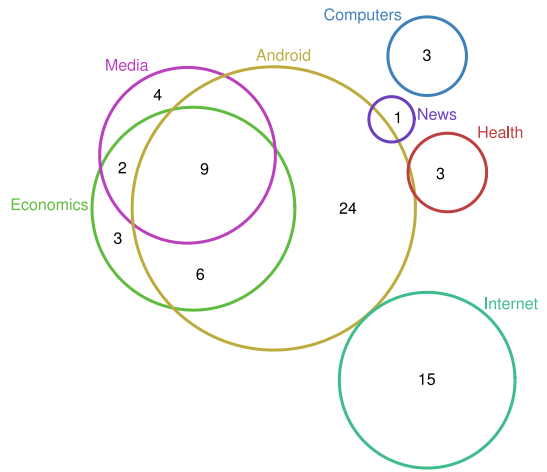 Computers
3
Android
Media
4
1
News
Health
2
9
3
Economics
24
3
6
Internet
15